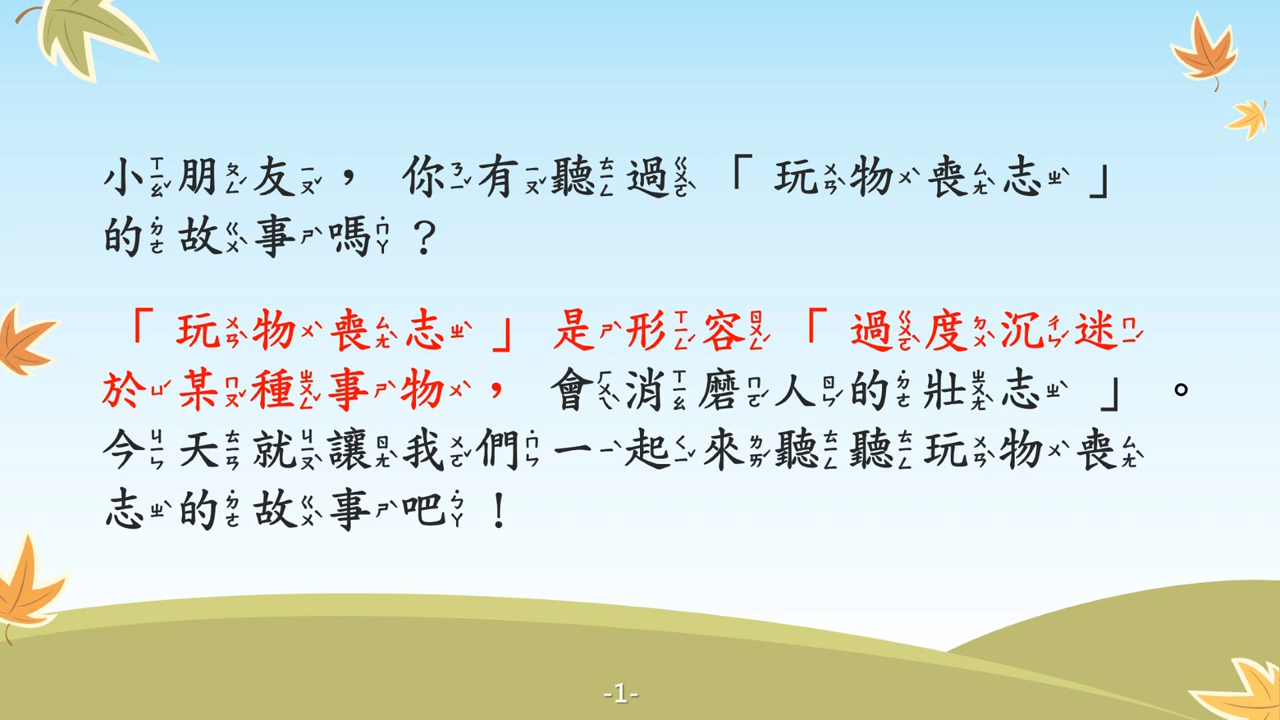 小朋友，你有聽過「玩物喪志」
的故事嗎？
「玩物喪志」是形容「過度沉迷
於某種事物，會消磨人的壯志」。
今天就讓我們一起來聽聽玩物喪
志的故事吧！
-1-